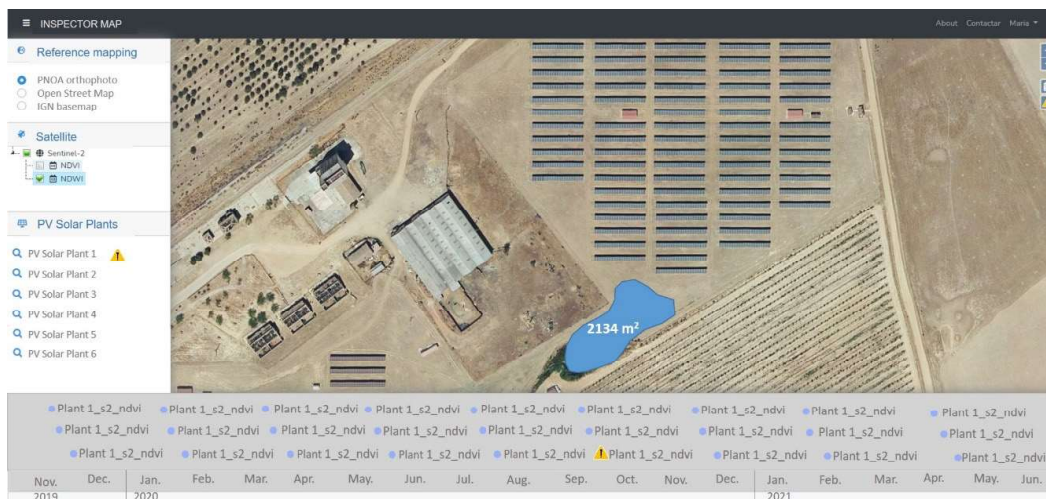 INSPECTOR MAP
About Contactar Maria
Reference mapping
PNOA orthophoto
Open Street Map
IGN basemap
Satellite
Sentinel-2
NDVI
NDWI
PV Solar Plants
PV Solar Plant 1
PV Solar Plant 2
PV Solar Plant 3
PV Solar Plant 4
PV Solar Plant 5
PV Solar Plant 6
2134 m²
Plant 1_s2_ndvi Plant 1_s2_ndvi Plant 1_s2_ndvi Plant 1_s2_ndvi Plant 1_s2_ndvi Plant 1_s2_ndvi Plant 1_s2_ndvi Plant 1_s2_ndvi Plant 1_s2_ndvi
Plant 1_s2_ndvi Plant 1_s2_ndvi Plant 1_s2_ndvi Plant 1_s2_ndvi Plant 1_s2_ndvi Plant 1_s2_ndvi Plant 1_s2_ndvi Plant 1_s2_ndvi Plant 1_s2_ndvi
Plant 1_s2_ndvi Plant 1_s2_ndvi Plant 1_s2_ndvi Plant 1_s2_ndvi Plant 1_s2_ndvi Plant 1_s2_ndvi Plant 1_s2_ndvi Plant 1_s2_ndvi Plant 1_s2_ndvi
Nov. Dec. Jan. Feb. Mar. Apr. May. Jun. Jul. Aug. Sep. Oct. Nov. Dec. Jan. Feb. Mar. Apr. May. Jun.
2019 2020 2021